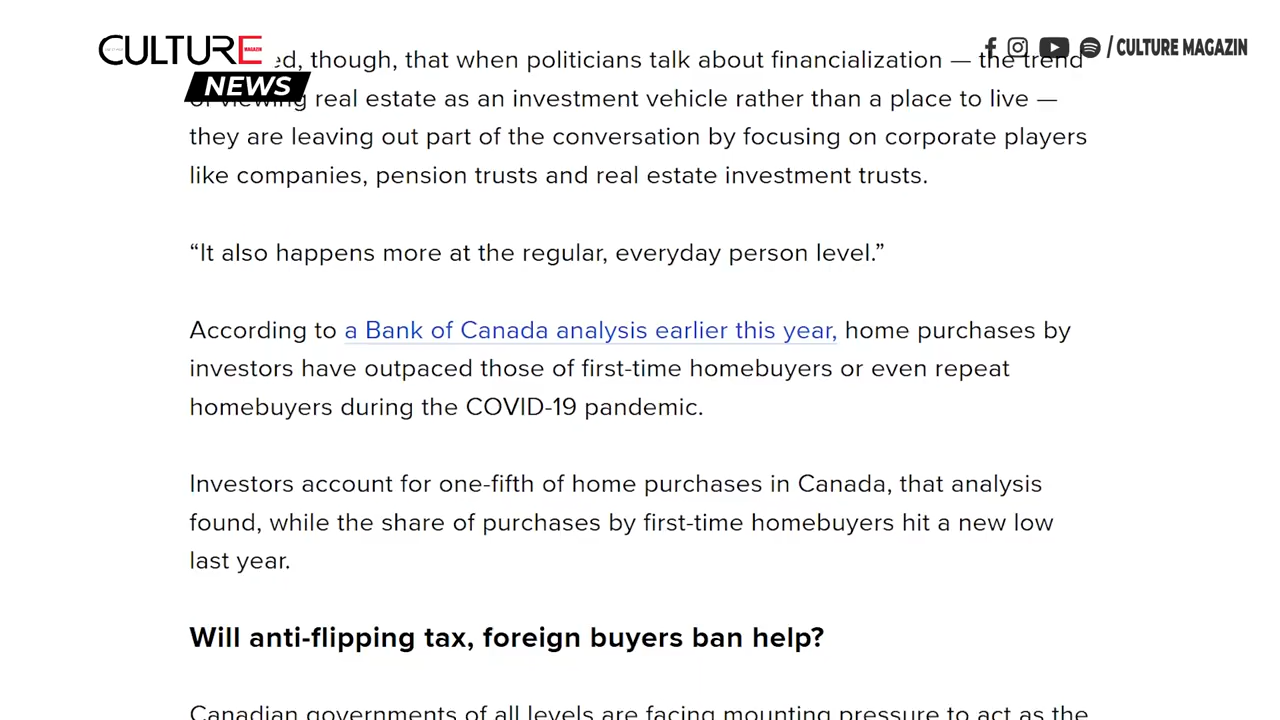 CULTURE
MAGAZIN
NEWS
/ CULTURE MAGAZIN
ed, though, that when politicians talk about financialization — the trend
of viewing real estate as an investment vehicle rather than a place to live —
they are leaving out part of the conversation by focusing on corporate players
like companies, pension trusts and real estate investment trusts.
“It also happens more at the regular, everyday person level.”
According to a Bank of Canada analysis earlier this year, home purchases by
investors have outpaced those of first-time homebuyers or even repeat
homebuyers during the COVID-19 pandemic.
Investors account for one-fifth of home purchases in Canada, that analysis
found, while the share of purchases by first-time homebuyers hit a new low
last year.
Will anti-flipping tax, foreign buyers ban help?
Canadian governments of all levels are facing mounting pressure to act as the